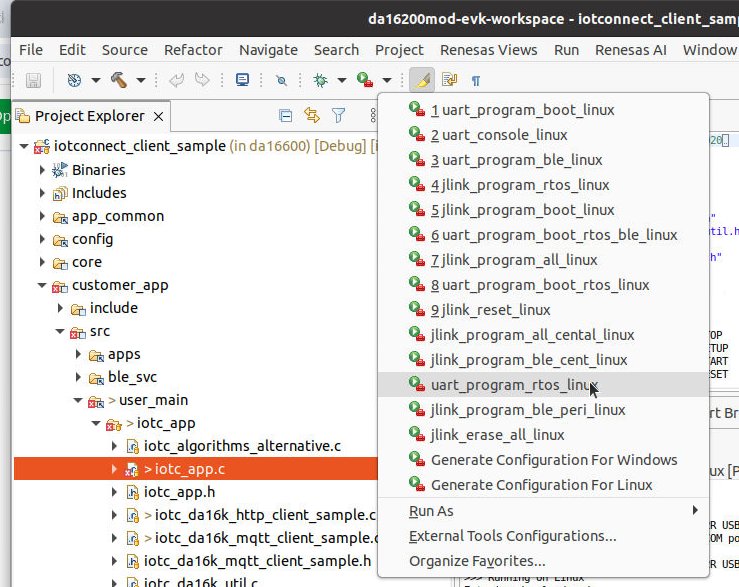 da16200mod-evk-workspace - iotconnect_client_samp
File Edit Source Refactor Navigate Search Project Renesas Views Run Renesas AI Window
Project Explorer
iotconnect_client_sample (in da16600) [Debug] [i
Binaries
Includes
app_common
config
core
customer_app
include
src
apps
ble_svc
> user_main
> iotc_app
iotc_algorithms_alternative.c
> iotc_app.c
iotc_app.h
> iotc_da16k_http_client_sample.c
> iotc_da16k_mqtt_client_sample.c
iotc_da16k_mqtt_client_sample.h
iotc_da16k_util.c
1 uart_program_boot_linux
2 uart_console_linux
3 uart_program_ble_linux
4 jlink_program_rtos_linux
5 jlink_program_boot_linux
6 uart_program_boot_rtos_ble_linux
7 jlink_program_all_linux
8 uart_program_boot_rtos_linux
9 jlink_reset_linux
jlink_program_all_cental_linux
jlink_program_ble_cent_linux
uart_program_rtos_linux
jlink_program_ble_peri_linux
jlink_erase_all_linux
Generate Configuration For Windows
Generate Configuration For Linux
Run As
External Tools Configurations...
Organize Favorites...
20
util.h
h"
OP
TUP
ART
SET
rt Br
ux [P
R USB
OM po
R USB
>>> Running on Linux